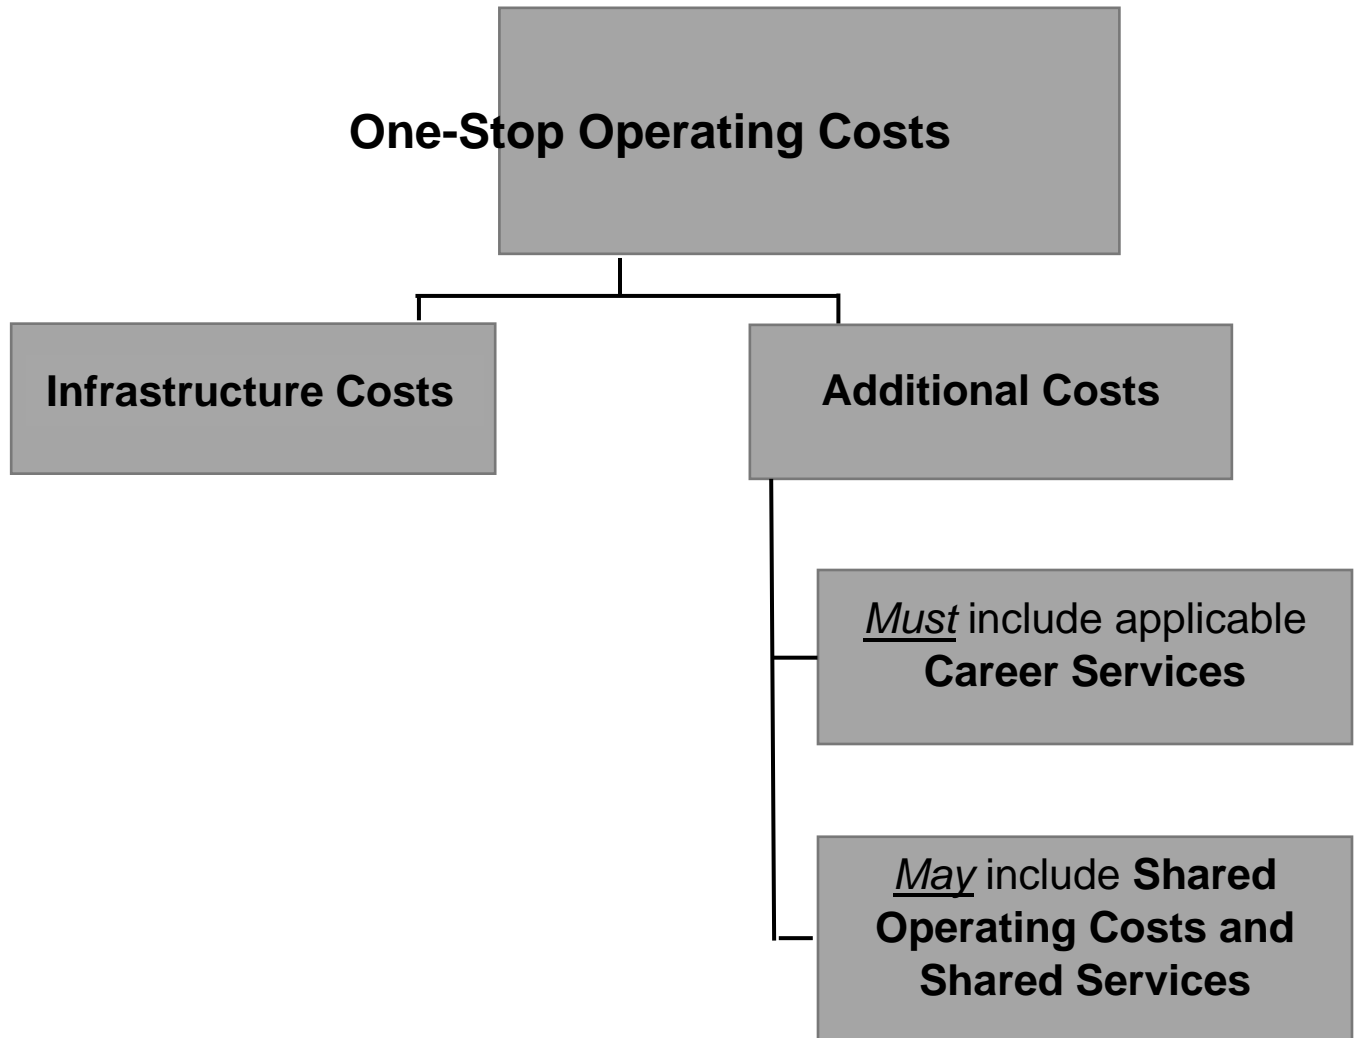 One-Stop Operating Costs
Infrastructure Costs
Additional Costs
Must include applicable
Career Services
May include Shared
Operating Costs and
Shared Services